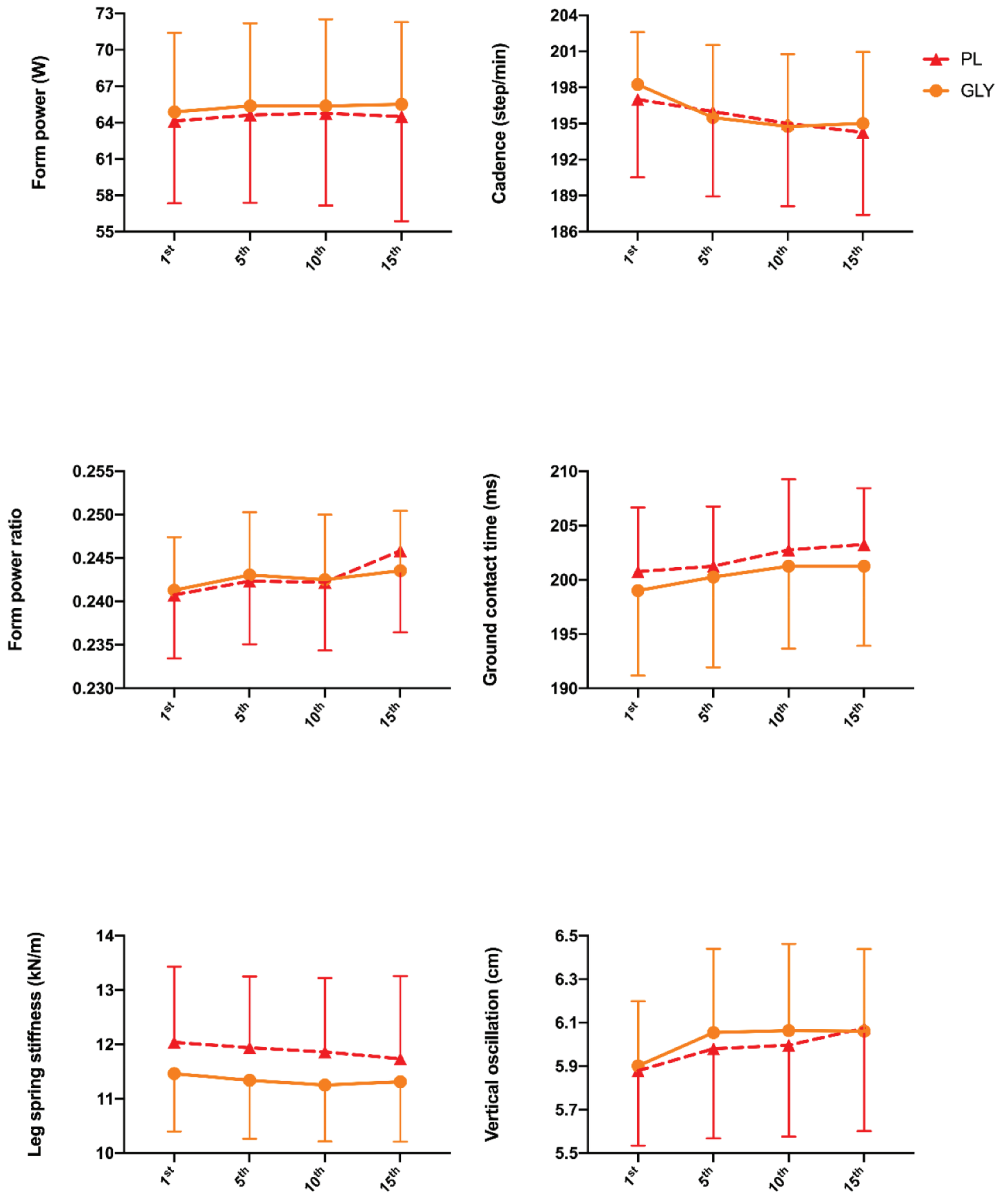 Form power (W)
73
70
67
64
61
58
55
1st
5th
10th
15th
Cadence (step/min)
204
201
198
195
192
189
186
1st
5th
10th
15th
PL
GLY
Form power ratio
0.255
0.250
0.245
0.240
0.235
0.230
1st
5th
10th
15th
Ground contact time (ms)
210
205
200
195
190
1st
5th
10th
15th
Leg spring stiffness (kN/m)
14
13
12
11
10
1st
5th
10th
15th
Vertical oscillation (cm)
6.5
6.3
6.1
5.9
5.7
5.5
1st
5th
10th
15th